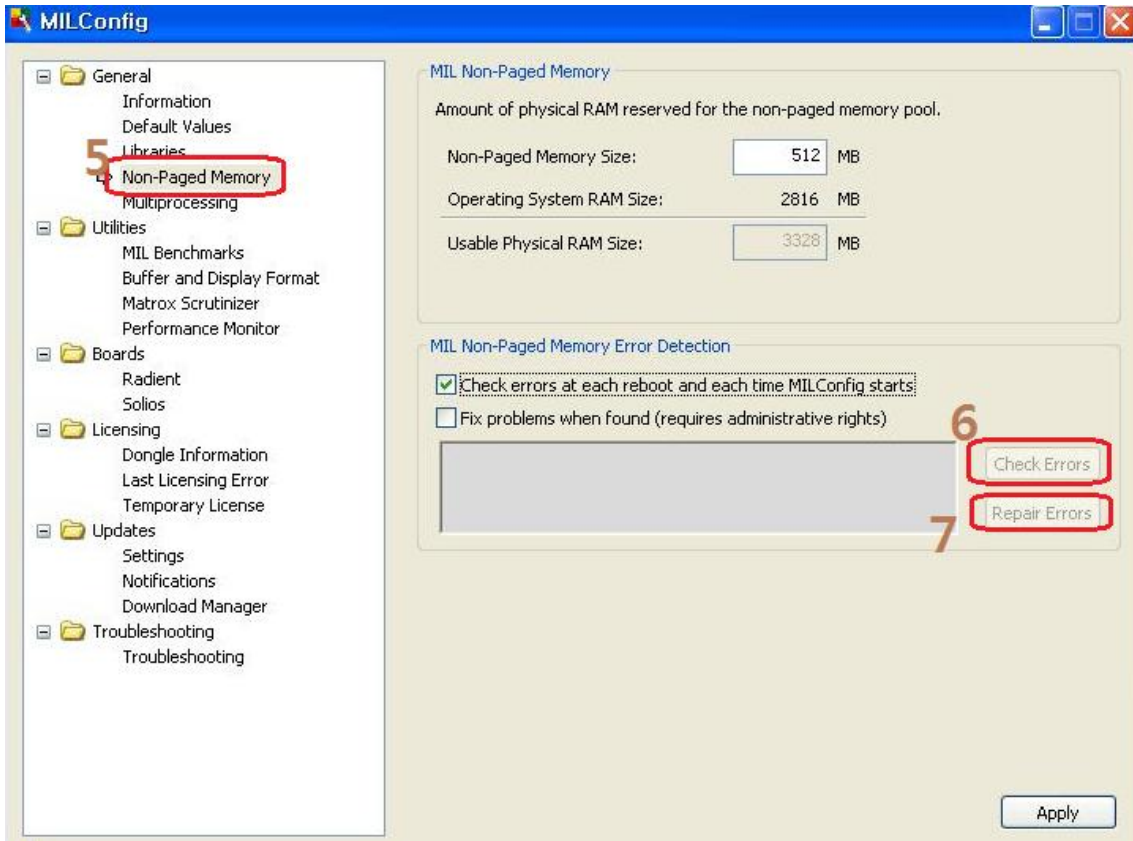 MILConfig
General
Information
Default Values
Libraries
5
Non-Paged Memory
Multiprocessing
Utilities
MIL Benchmarks
Buffer and Display Format
Matrox Scrutinizer
Performance Monitor
Boards
Radient
Solios
Licensing
Dongle Information
Last Licensing Error
Temporary License
Updates
Settings
Notifications
Download Manager
Troubleshooting
Troubleshooting
MIL Non-Paged Memory
Amount of physical RAM reserved for the non-paged memory pool.
Non-Paged Memory Size: 512 MB
Operating System RAM Size: 2816 MB
Usable Physical RAM Size: 3328 MB
MIL Non-Paged Memory Error Detection
Check errors at each reboot and each time MILConfig starts
Fix problems when found (requires administrative rights)
6
Check Errors
Repair Errors
7
Apply